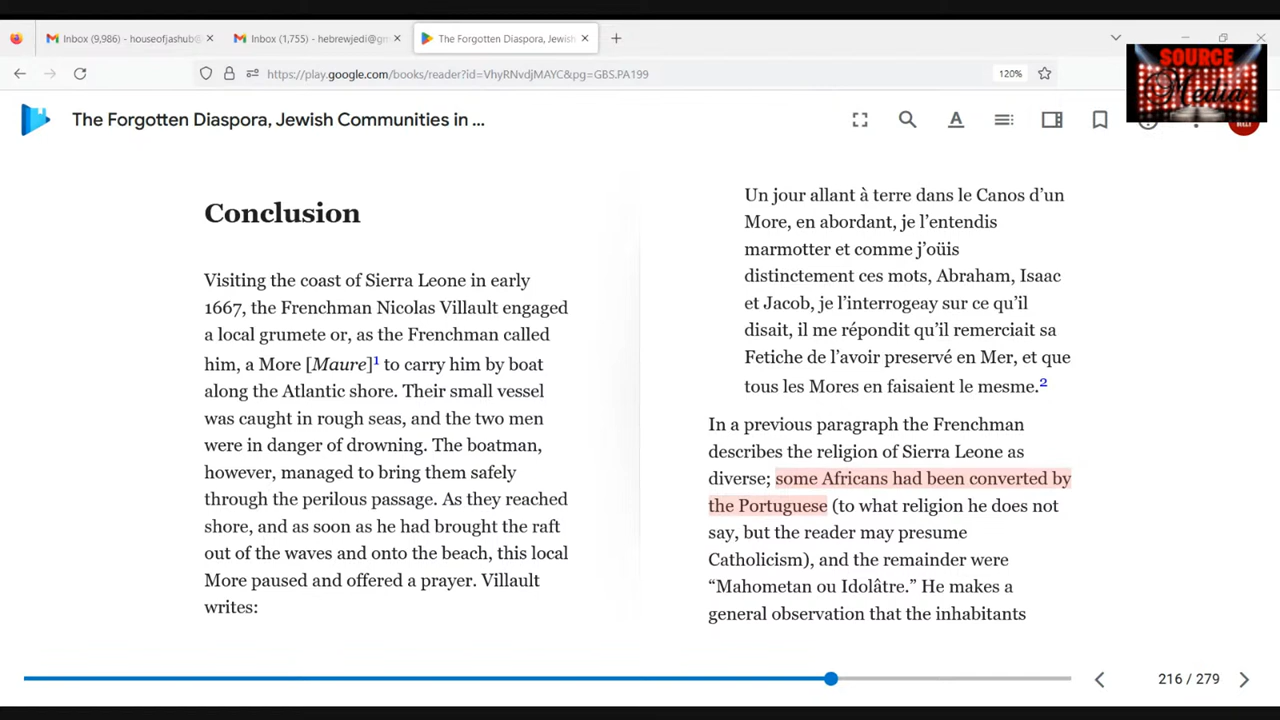 Inbox (9,986) - houseofjashub@
Inbox (1,755) - hebrewjedi@gm
The Forgotten Diaspora, Jewish
https://play.google.com/books/reader?id=VhyRNvdjMAYC&pg=GBS.PA199
120%
SOURCE
Media
The Forgotten Diaspora, Jewish Communities in ...
Conclusion
Visiting the coast of Sierra Leone in early
1667, the Frenchman Nicolas Villault engaged
a local grumete or, as the Frenchman called
him, a More [Maure]1 to carry him by boat
along the Atlantic shore. Their small vessel
was caught in rough seas, and the two men
were in danger of drowning. The boatman,
however, managed to bring them safely
through the perilous passage. As they reached
shore, and as soon as he had brought the raft
out of the waves and onto the beach, this local
More paused and offered a prayer. Villault
writes:
Un jour allant à terre dans le Canos d'un
More, en abordant, je l'entendis
marmotter et comme j'oüis
distinctement ces mots, Abraham, Isaac
et Jacob, je l'interrogeay sur ce qu'il
disait, il me répondit qu'il remerciait sa
Fetiche de l'avoir preservé en Mer, et que
tous les Mores en faisaient le mesme.2
In a previous paragraph the Frenchman
describes the religion of Sierra Leone as
diverse; some Africans had been converted by
the Portuguese (to what religion he does not
say, but the reader may presume
Catholicism), and the remainder were
“Mahometan ou Idolâtre.” He makes a
general observation that the inhabitants
216 / 279